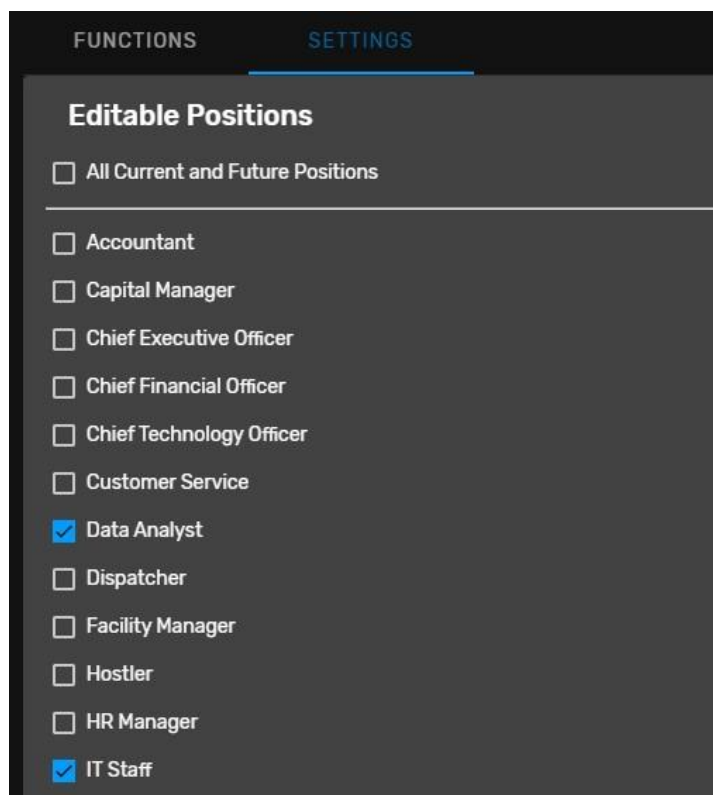 FUNCTIONS SETTINGS
Editable Positions
All Current and Future Positions
Accountant
Capital Manager
Chief Executive Officer
Chief Financial Officer
Chief Technology Officer
Customer Service
Data Analyst
Dispatcher
Facility Manager
Hostler
HR Manager
IT Staff